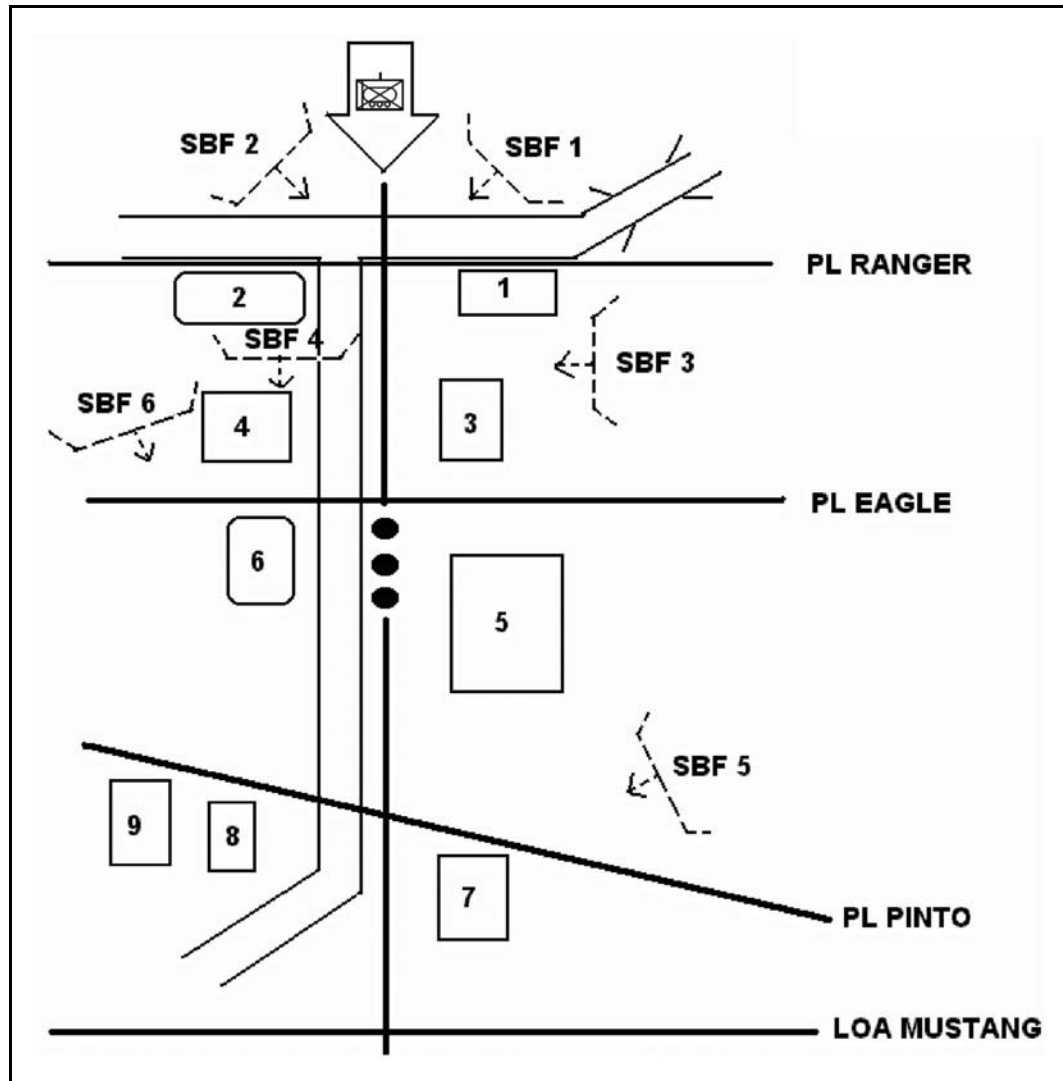 SBF 2
SBF 1
PL RANGER
2
1
SBF 4
SBF 3
SBF 6
4
3
PL EAGLE
6
5
SBF 5
9
8
7
PL PINTO
LOA MUSTANG